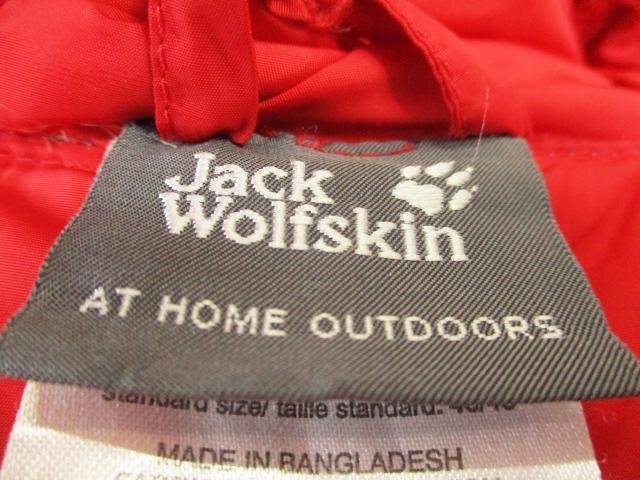 Jack
Wolfskin
AT HOME OUTDOORS
standard size/ taille standard:
MADE IN BANGLADESH